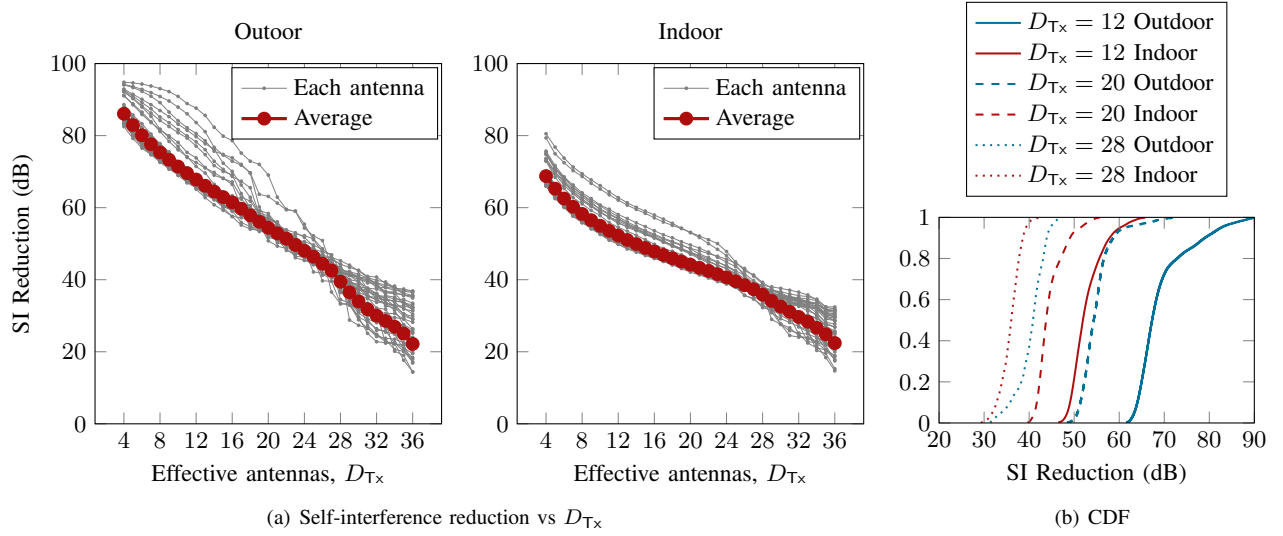 Outoor
100
80
60
40
20
0
SI Reduction (dB)
Each antenna
Average
4 8 12 16 20 24 28 32 36
Effective antennas, D_Tx
Indoor
100
80
60
40
20
0
Each antenna
Average
4 8 12 16 20 24 28 32 36
Effective antennas, D_Tx
(a) Self-interference reduction vs D_Tx
D_Tx = 12 Outdoor
D_Tx = 12 Indoor
D_Tx = 20 Outdoor
D_Tx = 20 Indoor
D_Tx = 28 Outdoor
D_Tx = 28 Indoor
1
0.8
0.6
0.4
0.2
0
20 30 40 50 60 70 80 90
SI Reduction (dB)
(b) CDF